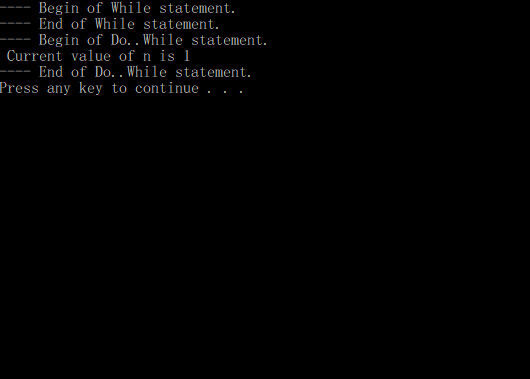 ---- Begin of While statement.
---- End of While statement.
---- Begin of Do..While statement.
 Current value of n is 1
---- End of Do..While statement.
Press any key to continue . . .